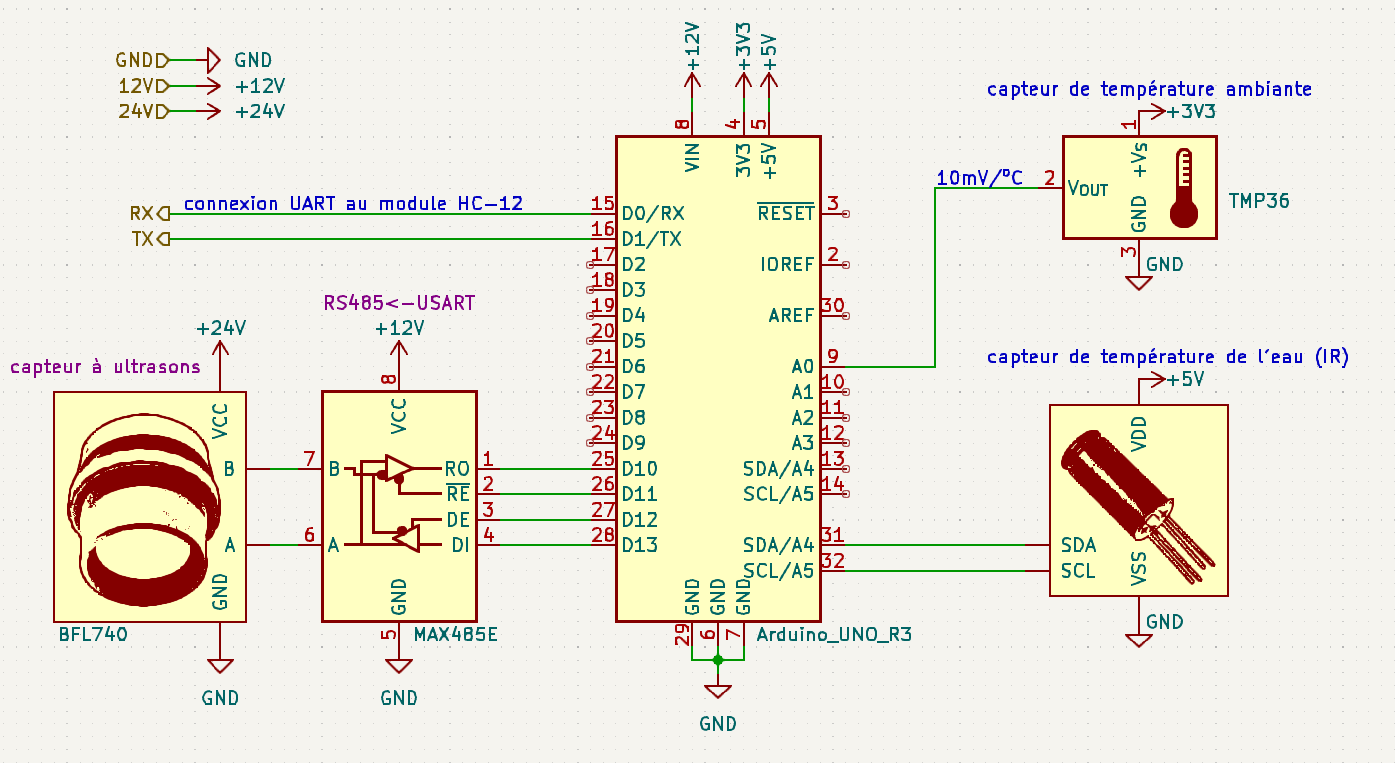 GND GND
12V +12V
24V +24V
+12V
+3V3
+5V
8
4
5
VIN
3V3
+5V
connexion UART au module HC-12
RX
TX
15 D0/RX
16 D1/TX
17 D2
18 D3
19 D4
20 D5
21 D6
22 D7
23 D8
24 D9
25 D10
26 D11
27 D12
28 D13
RESET 3
IOREF 2
AREF 30
A0 9
A1 10
A2 11
A3 12
SDA/A4 13
SCL/A5 14
SDA/A4 31
SCL/A5 32
GND
GND
GND
29
6
7
Arduino_UNO_R3
GND
capteur à ultrasons
+24V
VCC
B
A
GND
BFL740
GND
RS485<-USART
+12V
8
VCC
7 B
6 A
RO 1
RE 2
DE 3
DI 4
GND
5
MAX485E
GND
capteur de température ambiante
+3V3
1
+Vs
10mV/°C
2 VOUT
GND
3
TMP36
GND
capteur de température de l'eau (IR)
+5V
VDD
SDA
SCL
VSS
GND